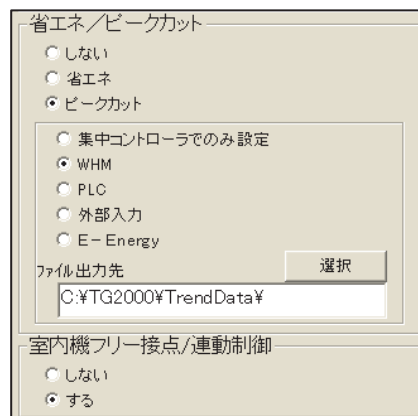 省エネ／ピークカット
しない
省エネ
ピークカット
集中コントローラでのみ設定
WHM
PLC
外部入力
E－Energy
ファイル出力先
選択
C:¥TG2000¥TrendData¥
室内機フリー接点/連動制御
しない
する